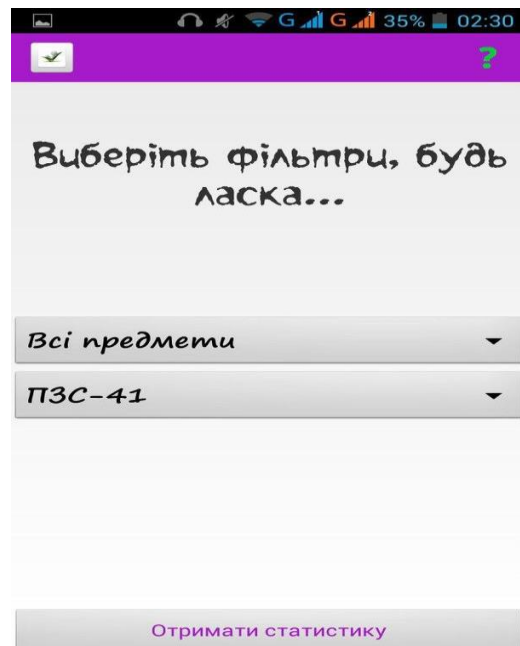 G G 35% 02:30
?
Виберіть фільтри, будь
ласка...
Всі предмети
ПЗС-41
Отримати статистику